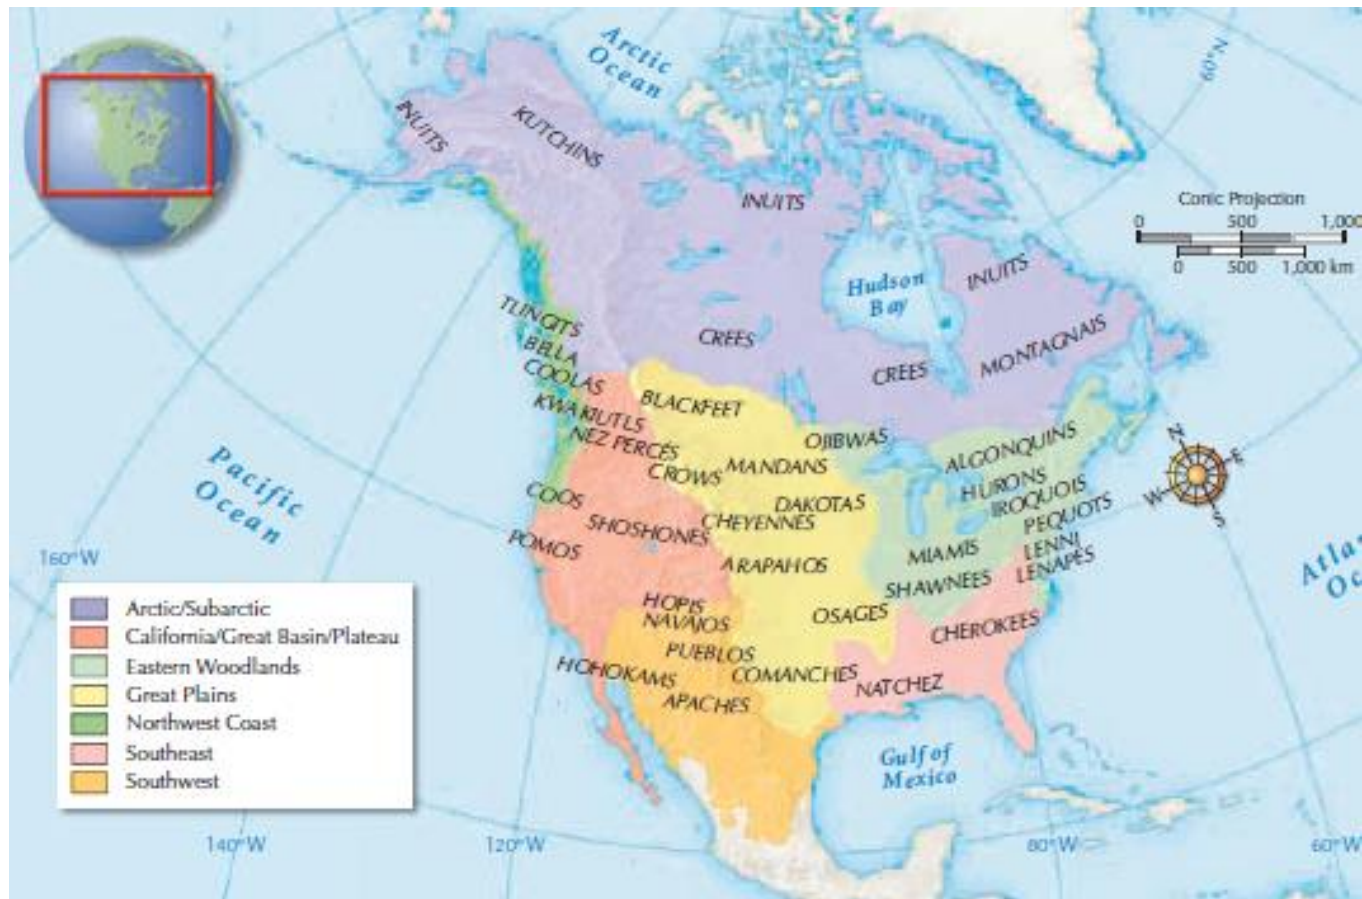 Arctic
Ocean
60°N
INUITS
KUTCHINS
INUITS
Conic Projection
0 500 1,000
0 500 1,000 km
Hudson
Bay
INUITS
TLINGITS
BELLA
COOLAS
CREES
CREES
MONTAGNAIS
KWAKIUTLS
BLACKFEET
NEZ PERCÉS
OJIBWAS
ALGONQUINS
CROWS
MANDANS
HURONS
IROQUOIS
N
E
W
S
Pacific
Ocean
COOS
DAKOTAS
PEQUOTS
SHOSHONES
CHEYENNES
POMOS
MIAMIS
LENNI
LENAPES
160°W
ARAPAHOS
SHAWNEES
Atla
Oc
HOPIS
NAVAJOS
OSAGES
CHEROKEES
PUEBLOS
HOHOKAMS
COMANCHES
APACHES
NATCHEZ
Arctic/Subarctic
California/Great Basin/Plateau
Eastern Woodlands
Great Plains
Northwest Coast
Southeast
Southwest
Gulf of
Mexico
140°W
120°W
80°W
60°W